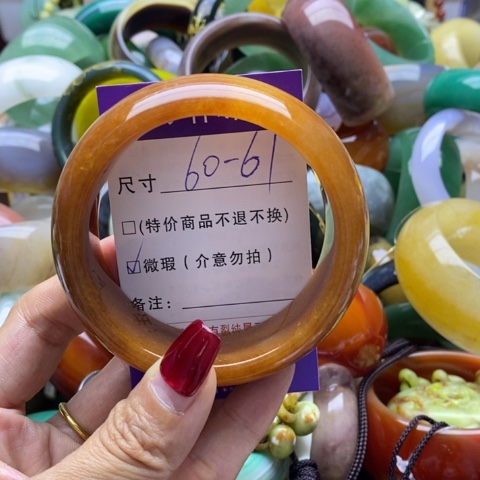 尺寸 60-61
□(特价商品不退不换)
☑微瑕(介意勿拍)
备注: